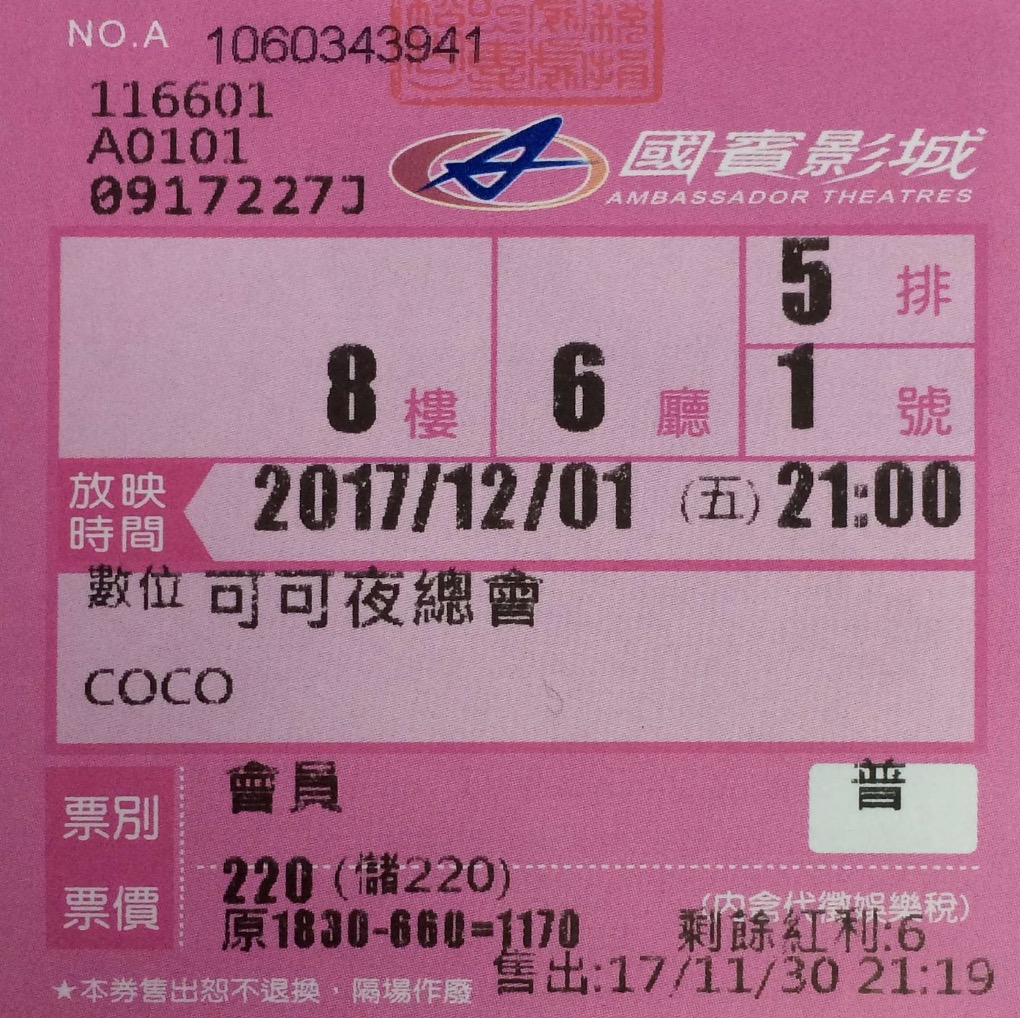 NO.A 1060343941
116601
A0101
0917227J
國賓影城
AMBASSADOR THEATRES
5 排
8 樓 6 廳 1 號
放映時間 2017/12/01 (五) 21:00
數位 可可夜總會
COCO
票別 會員 普
票價 220 (儲220)
(內含代徵娛樂稅)
原1830-660=1170 剩餘紅利:6
售出:17/11/30 21:19
★本券售出恕不退換，隔場作廢